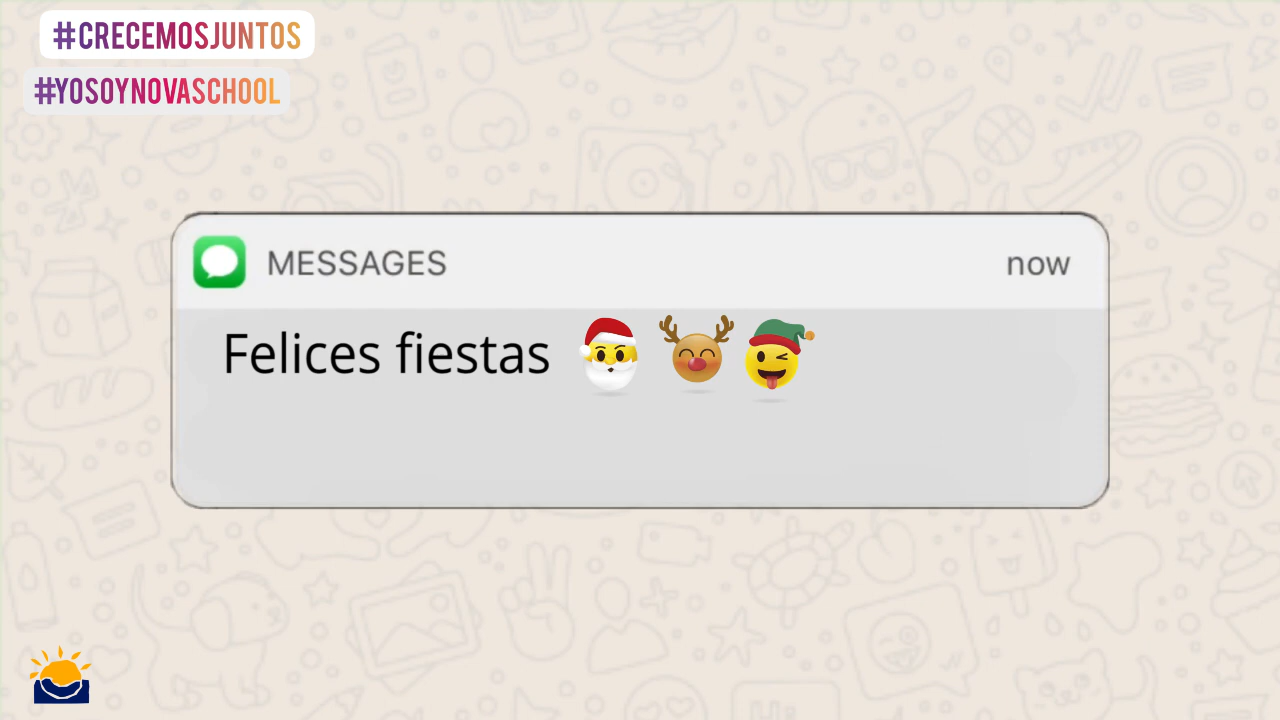 #CRECEMOSJUNTOS
#YOSOYNOVASCHOOL
MESSAGES now
Felices fiestas